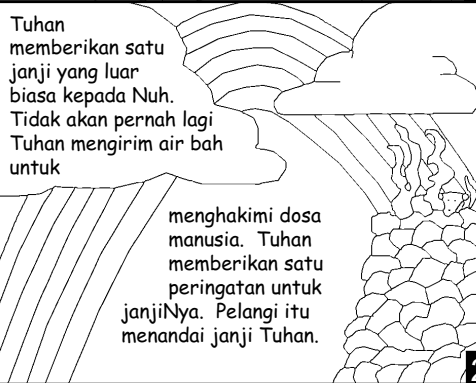 Tuhan
memberikan satu
janji yang luar
biasa kepada Nuh.
Tidak akan pernah lagi
Tuhan mengirim air bah
untuk
menghakimi dosa
manusia. Tuhan
memberikan satu
peringatan untuk
janjiNya. Pelangi itu
menandai janji Tuhan.